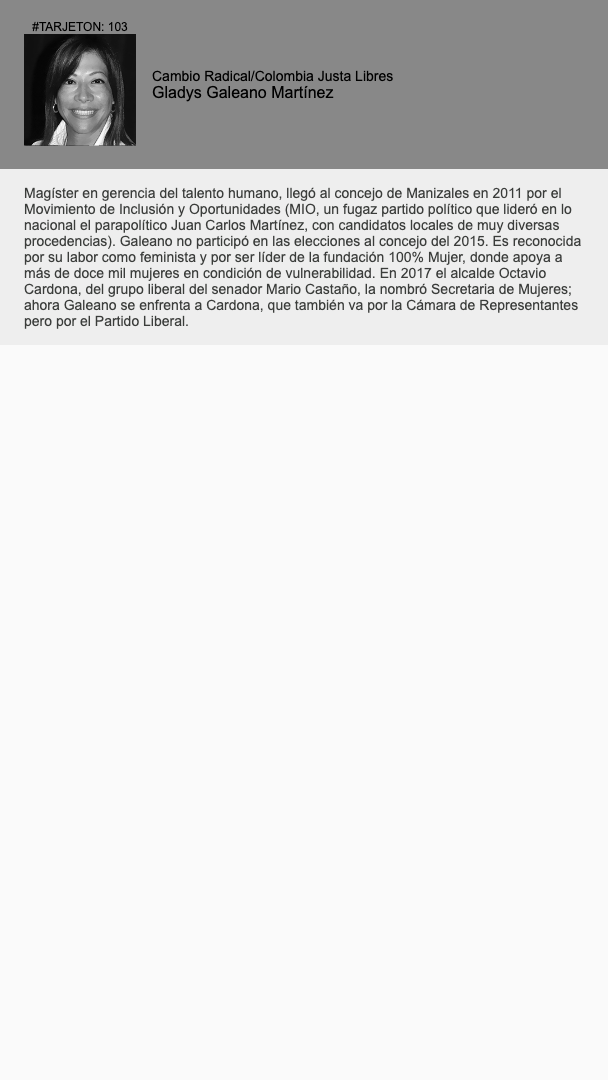 #TARJETON: 103
Cambio Radical/Colombia Justa Libres
Gladys Galeano Martínez
Magíster en gerencia del talento humano, llegó al concejo de Manizales en 2011 por el
Movimiento de Inclusión y Oportunidades (MIO, un fugaz partido político que lideró en lo
nacional el parapolítico Juan Carlos Martínez, con candidatos locales de muy diversas
procedencias). Galeano no participó en las elecciones al concejo del 2015. Es reconocida
por su labor como feminista y por ser líder de la fundación 100% Mujer, donde apoya a
más de doce mil mujeres en condición de vulnerabilidad. En 2017 el alcalde Octavio
Cardona, del grupo liberal del senador Mario Castaño, la nombró Secretaria de Mujeres;
ahora Galeano se enfrenta a Cardona, que también va por la Cámara de Representantes
pero por el Partido Liberal.